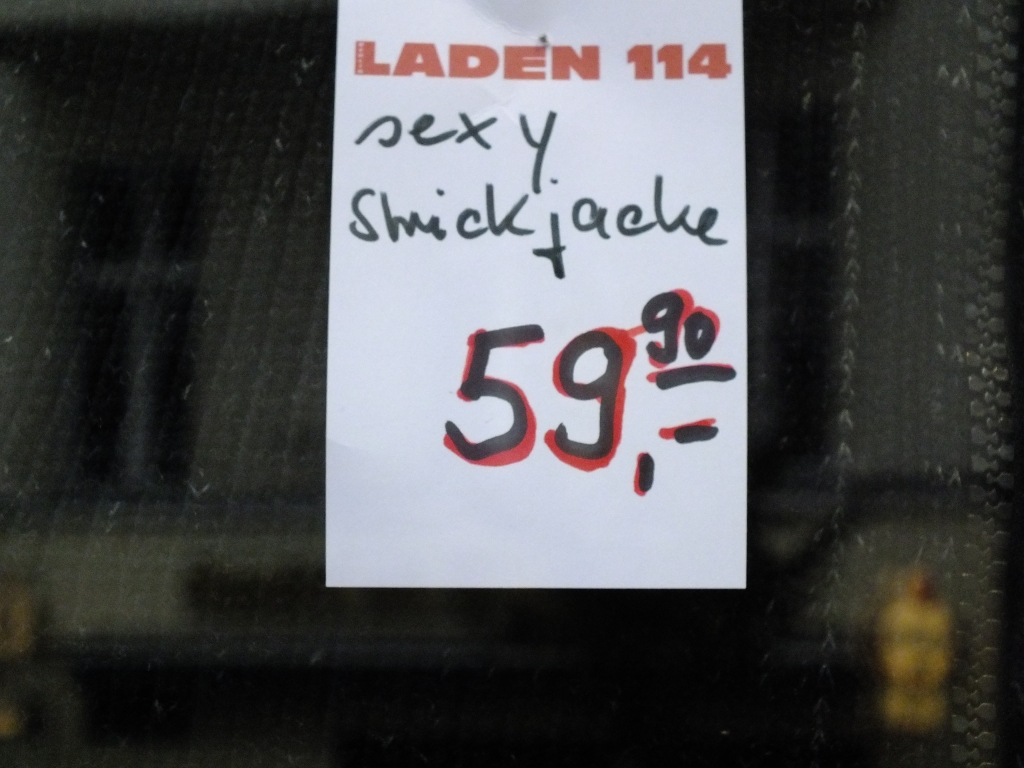 LADEN 114
sexy
Strickjacke
59,90